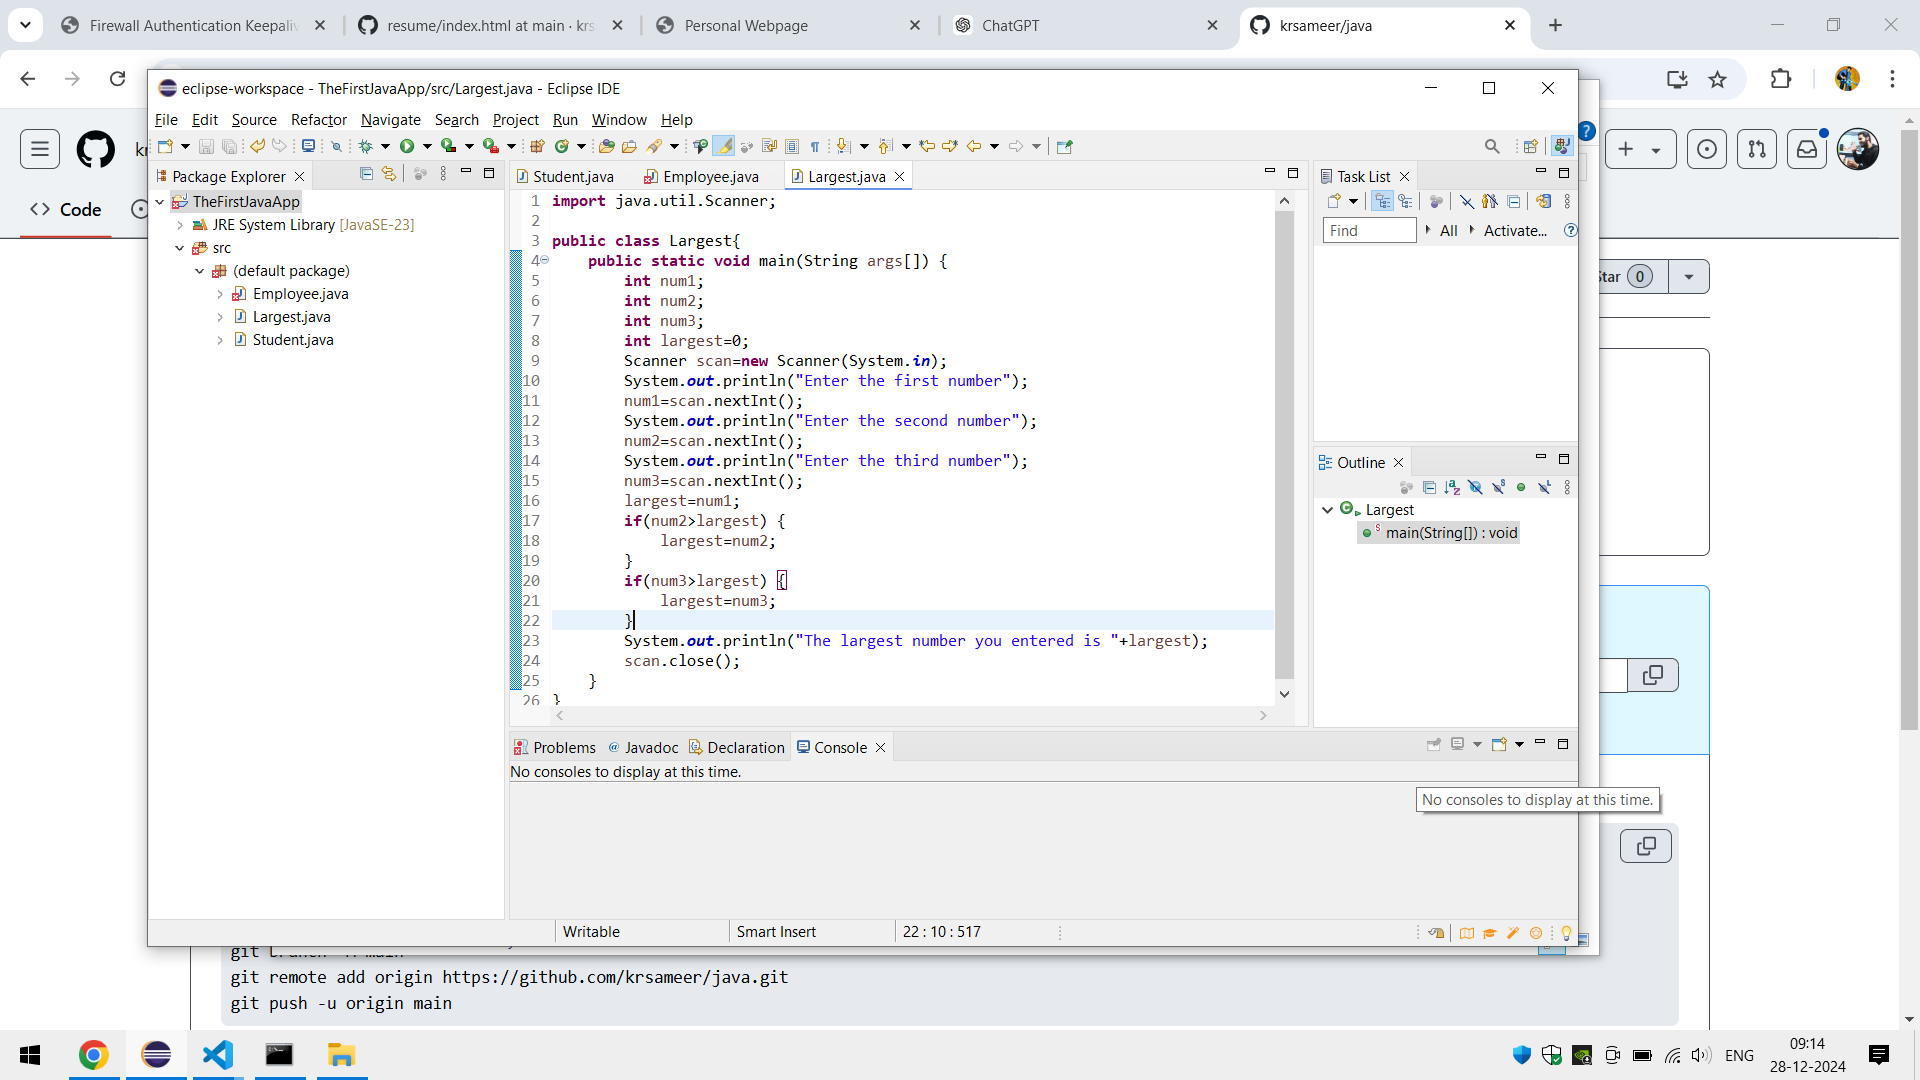 Firewall Authentication Keepaliv
resume/index.html at main · krs
Personal Webpage
ChatGPT
krsameer/java
eclipse-workspace - TheFirstJavaApp/src/Largest.java - Eclipse IDE
File Edit Source Refactor Navigate Search Project Run Window Help
Code
Star 0
Package Explorer
TheFirstJavaApp
JRE System Library [JavaSE-23]
src
(default package)
Employee.java
Largest.java
Student.java
Student.java Employee.java Largest.java
1 import java.util.Scanner;
2
3 public class Largest{
4 public static void main(String args[]) {
5 int num1;
6 int num2;
7 int num3;
8 int largest=0;
9 Scanner scan=new Scanner(System.in);
10 System.out.println("Enter the first number");
11 num1=scan.nextInt();
12 System.out.println("Enter the second number");
13 num2=scan.nextInt();
14 System.out.println("Enter the third number");
15 num3=scan.nextInt();
16 largest=num1;
17 if(num2>largest) {
18 largest=num2;
19 }
20 if(num3>largest) {
21 largest=num3;
22 }
23 System.out.println("The largest number you entered is "+largest);
24 scan.close();
25 }
26 }
Task List
Find All Activate...
Outline
Largest
main(String[]) : void
Problems @ Javadoc Declaration Console
No consoles to display at this time.
No consoles to display at this time.
Writable Smart Insert 22 : 10 : 517
git remote add origin https://github.com/krsameer/java.git
git push -u origin main
ENG
09:14
28-12-2024